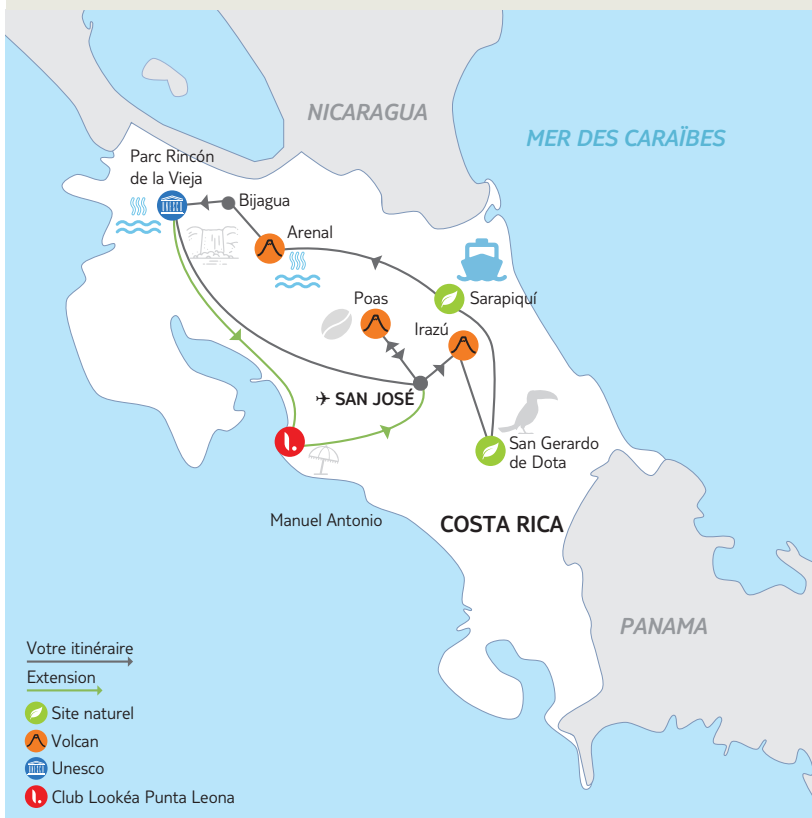 NICARAGUA
MER DES CARAÏBES
Parc Rincón
de la Vieja
Bijagua
Arenal
Sarapiquí
Poas
Irazú
SAN JOSÉ
San Gerardo
de Dota
Manuel Antonio
COSTA RICA
PANAMA
Votre itinéraire
Extension
Site naturel
Volcan
Unesco
Club Lookéa Punta Leona